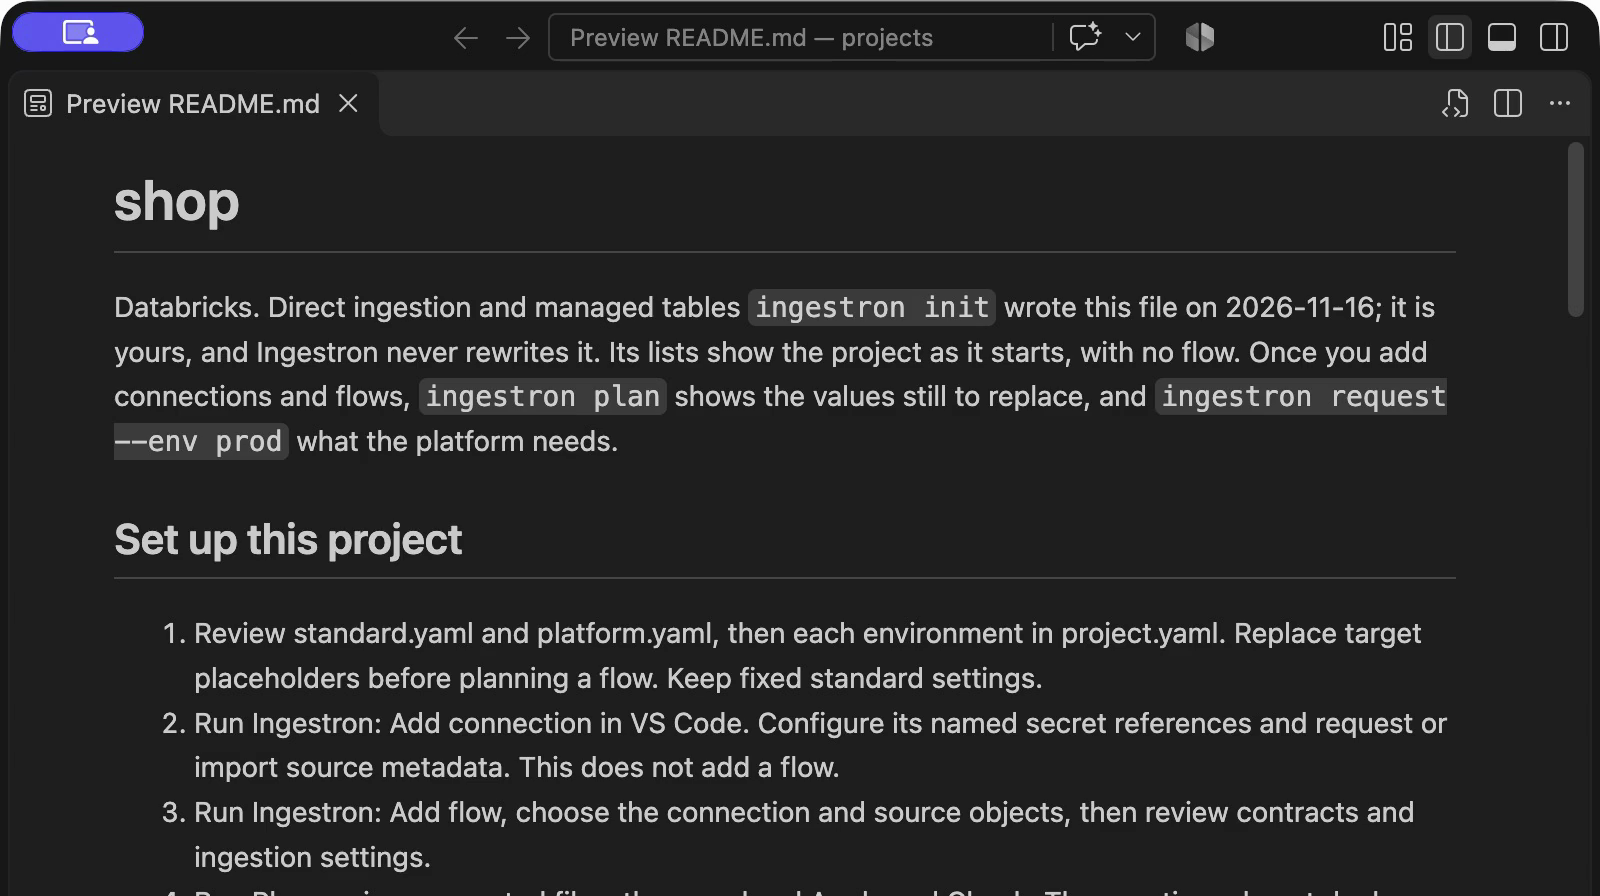 Preview README.md — projects
Preview README.md
shop
Databricks. Direct ingestion and managed tables ingestron init wrote this file on 2026-11-16; it is
yours, and Ingestron never rewrites it. Its lists show the project as it starts, with no flow. Once you add
connections and flows, ingestron plan shows the values still to replace, and ingestron request
--env prod what the platform needs.
Set up this project
1. Review standard.yaml and platform.yaml, then each environment in project.yaml. Replace target
placeholders before planning a flow. Keep fixed standard settings.
2. Run Ingestron: Add connection in VS Code. Configure its named secret references and request or
import source metadata. This does not add a flow.
3. Run Ingestron: Add flow, choose the connection and source objects, then review contracts and
ingestion settings.